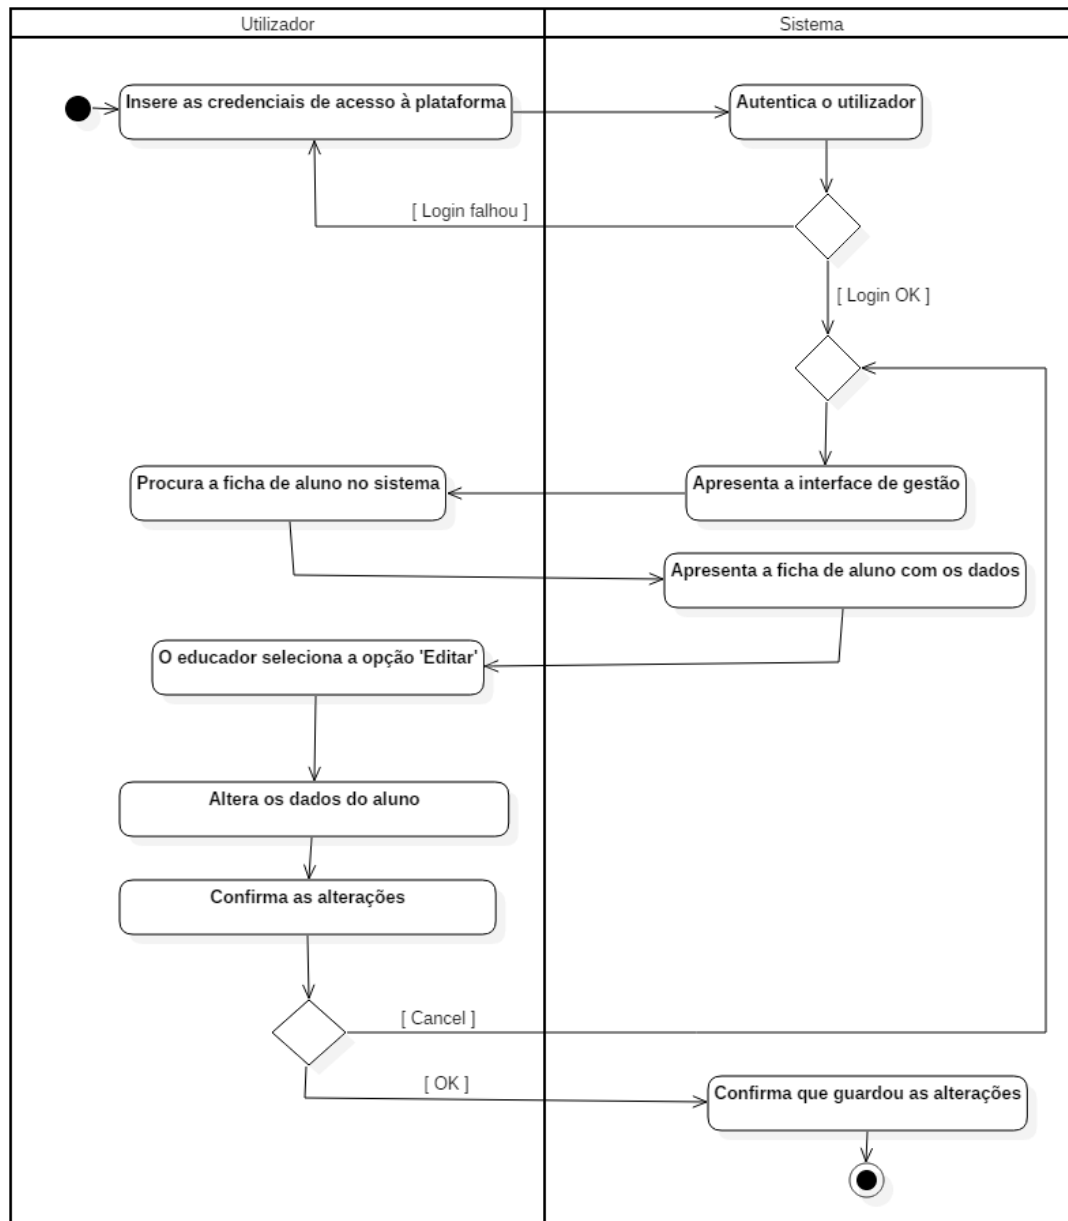 Utilizador
Sistema
Insere as credenciais de acesso à plataforma
Autentica o utilizador
[ Login falhou ]
[ Login OK ]
Procura a ficha de aluno no sistema
Apresenta a interface de gestão
Apresenta a ficha de aluno com os dados
O educador seleciona a opção 'Editar'
Altera os dados do aluno
Confirma as alterações
[ Cancel ]
[ OK ]
Confirma que guardou as alterações